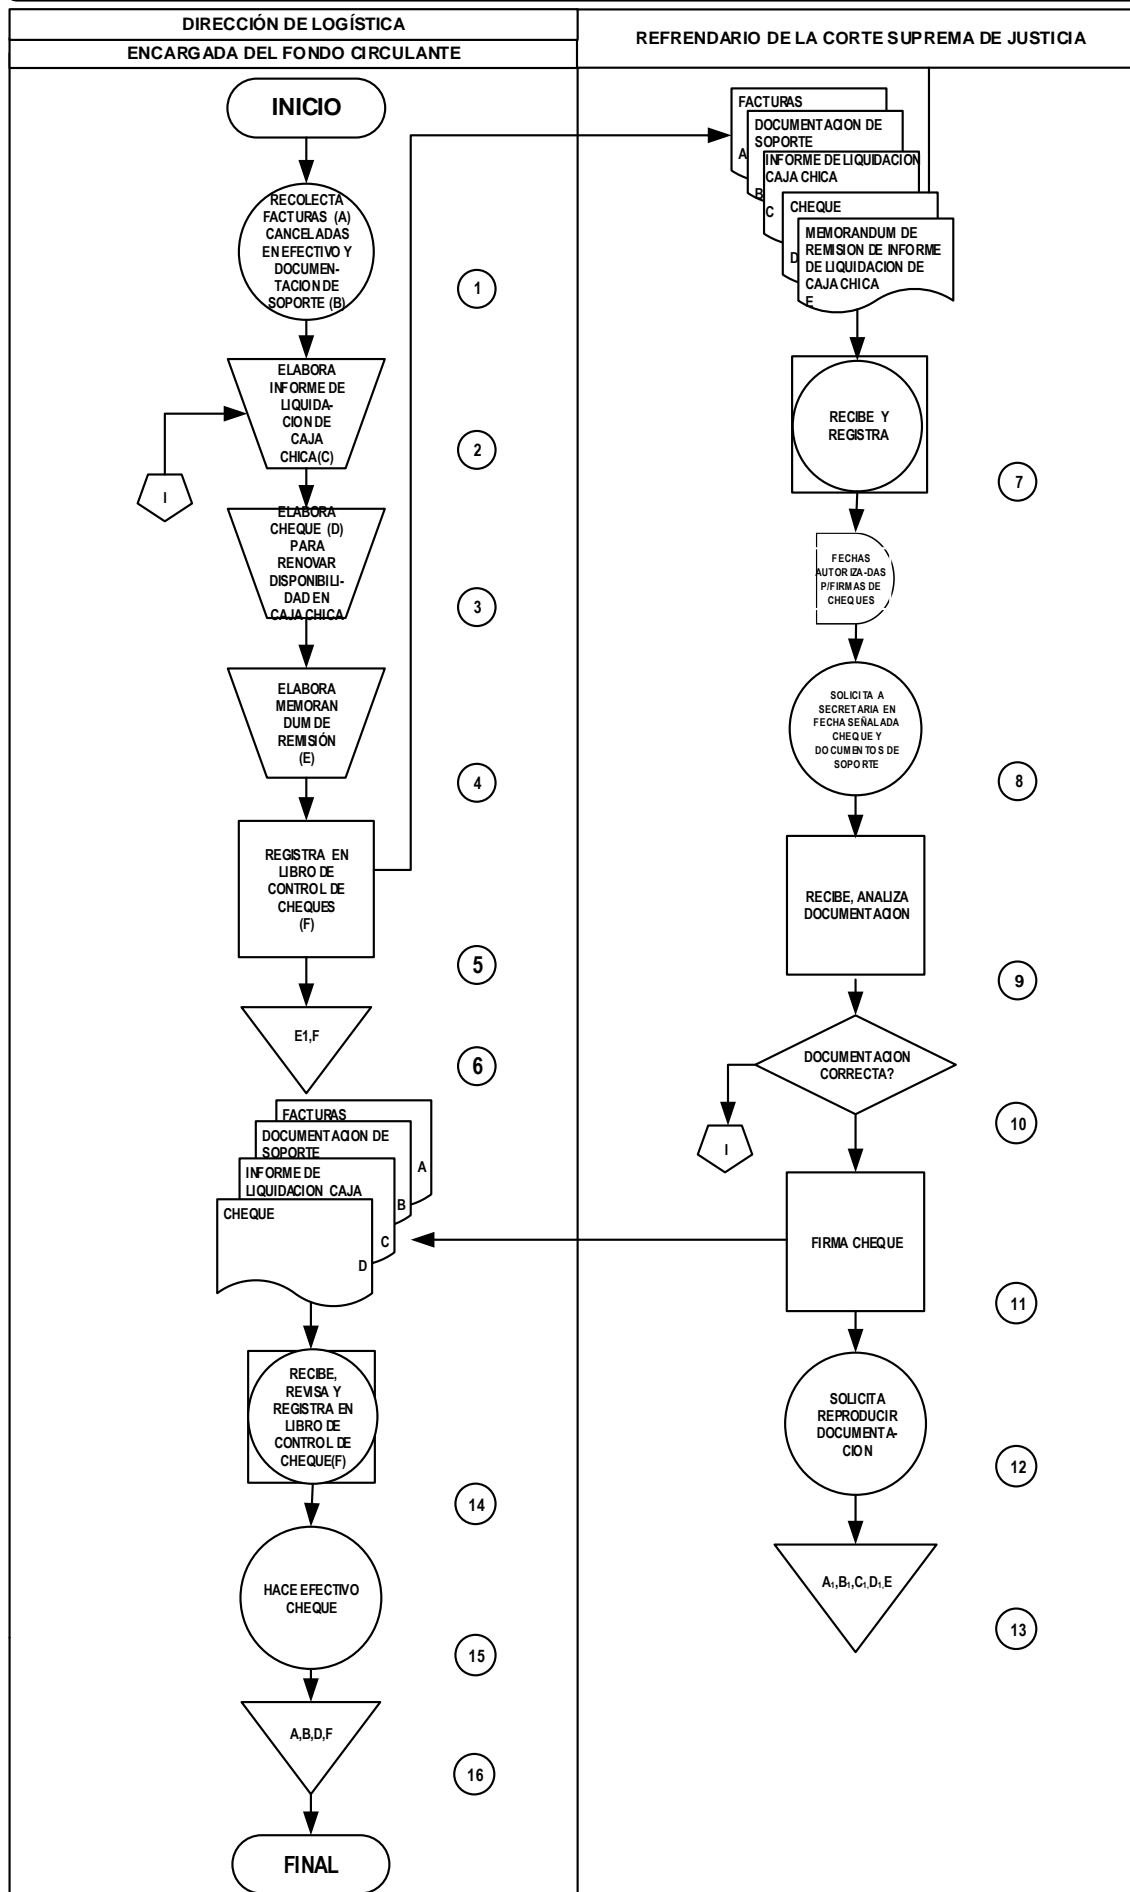 DIRECCIÓN DE LOGÍSTICA
ENCARGADA DEL FONDO CIRCULANTE
REFRENDARIO DE LA CORTE SUPREMA DE JUSTICIA
INICIO
RECOLECTA
FACTURAS (A)
CANCELADAS
EN EFECTIVO Y
DOCUMEN-
TACION DE
SOPORTE (B)
1
ELABORA
INFORME DE
LIQUIDA-
CION DE
CAJA
CHICA(C)
2
I
ELABORA
CHEQUE (D)
PARA
RENOVAR
DISPONIBILI-
DAD EN
CAJA CHICA
3
ELABORA
MEMORAN
DUM DE
REMISIÓN
(E)
4
REGISTRA EN
LIBRO DE
CONTROL DE
CHEQUES
(F)
5
E1,F
6
FACTURAS
A
DOCUMENTACION DE
SOPORTE
B
INFORME DE LIQUIDACION
CAJA CHICA
C
CHEQUE
D
MEMORANDUM DE
REMISION DE INFORME
DE LIQUIDACION DE
CAJA CHICA
E
RECIBE Y
REGISTRA
7
FECHAS
AUTORIZA-DAS
P/FIRMAS DE
CHEQUES
SOLICITA A
SECRETARIA EN
FECHA SEÑALADA
CHEQUE Y
DOCUMENTOS DE
SOPORTE
8
RECIBE, ANALIZA
DOCUMENTACION
9
DOCUMENTACION
CORRECTA?
10
I
FIRMA CHEQUE
11
SOLICITA
REPRODUCIR
DOCUMENTA-
CION
12
A1,B1,C1,D1,E
13
FACTURAS
A
DOCUMENTACION DE
SOPORTE
B
INFORME DE
LIQUIDACION CAJA
C
CHEQUE
D
RECIBE,
REVISA Y
REGISTRA EN
LIBRO DE
CONTROL DE
CHEQUE(F)
14
HACE EFECTIVO
CHEQUE
15
A,B,D,F
16
FINAL